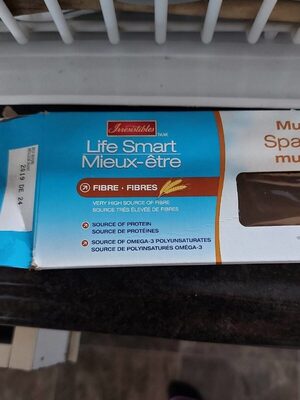 Irresistibles
Life Smart
Mieux-être
FIBRE • FIBRES
VERY HIGH SOURCE OF FIBRE
SOURCE TRÈS ÉLEVÉE DE FIBRES
SOURCE OF PROTEIN
SOURCE DE PROTÉINES
SOURCE OF OMEGA-3 POLYUNSATURATES
SOURCE DE POLYINSATURÉS OMÉGA-3
Mu
Spa
mu
2019 DE 24